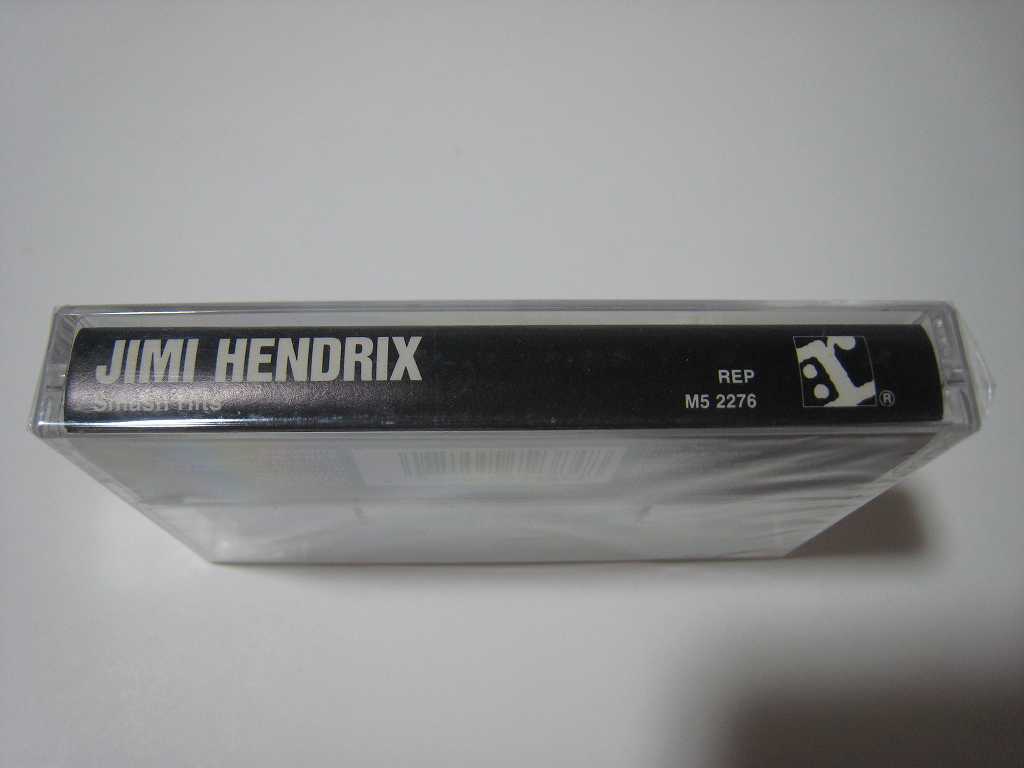 JIMI HENDRIX
Smash Hits
REP
M5 2276
r:
®